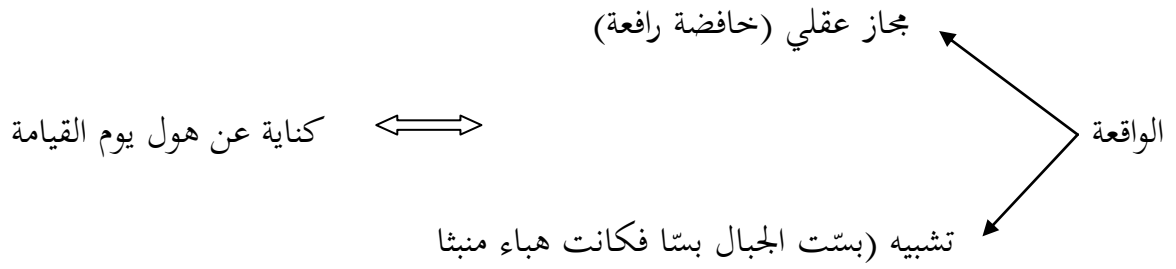 مجاز عقلي (خافضة رافعة)
الواقعة
كناية عن هول يوم القيامة
تشبيه (بسّت الجبال بسّا فكانت هباء منبثا